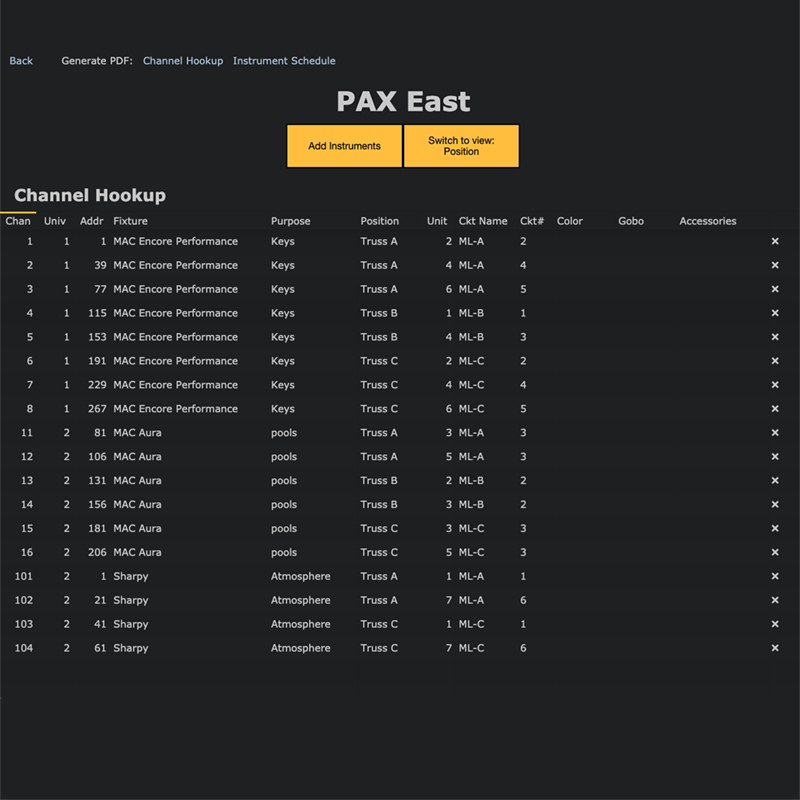 Back Generate PDF: Channel Hookup Instrument Schedule
PAX East
Add Instruments Switch to view:
Position
Channel Hookup
Chan Univ Addr Fixture Purpose Position Unit Ckt Name Ckt# Color Gobo Accessories
1 1 1 MAC Encore Performance Keys Truss A 2 ML-A 2 ×
2 1 39 MAC Encore Performance Keys Truss A 4 ML-A 4 ×
3 1 77 MAC Encore Performance Keys Truss A 6 ML-A 5 ×
4 1 115 MAC Encore Performance Keys Truss B 1 ML-B 1 ×
5 1 153 MAC Encore Performance Keys Truss B 4 ML-B 3 ×
6 1 191 MAC Encore Performance Keys Truss C 2 ML-C 2 ×
7 1 229 MAC Encore Performance Keys Truss C 4 ML-C 4 ×
8 1 267 MAC Encore Performance Keys Truss C 6 ML-C 5 ×
11 2 81 MAC Aura pools Truss A 3 ML-A 3 ×
12 2 106 MAC Aura pools Truss A 5 ML-A 3 ×
13 2 131 MAC Aura pools Truss B 2 ML-B 2 ×
14 2 156 MAC Aura pools Truss B 3 ML-B 2 ×
15 2 181 MAC Aura pools Truss C 3 ML-C 3 ×
16 2 206 MAC Aura pools Truss C 5 ML-C 3 ×
101 2 1 Sharpy Atmosphere Truss A 1 ML-A 1 ×
102 2 21 Sharpy Atmosphere Truss A 7 ML-A 6 ×
103 2 41 Sharpy Atmosphere Truss C 1 ML-C 1 ×
104 2 61 Sharpy Atmosphere Truss C 7 ML-C 6 ×